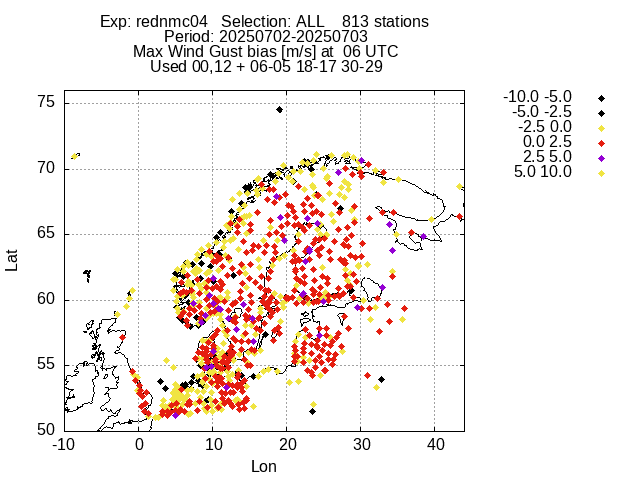 Exp: rednmc04   Selection: ALL    813 stations
Period: 20250702-20250703
Max Wind Gust bias [m/s] at  06 UTC
Used 00,12 + 06-05 18-17 30-29
-10.0 -5.0
-5.0 -2.5
-2.5 0.0
0.0 2.5
2.5 5.0
5.0 10.0
75
70
65
60
55
50
Lat
-10 0 10 20 30 40
Lon